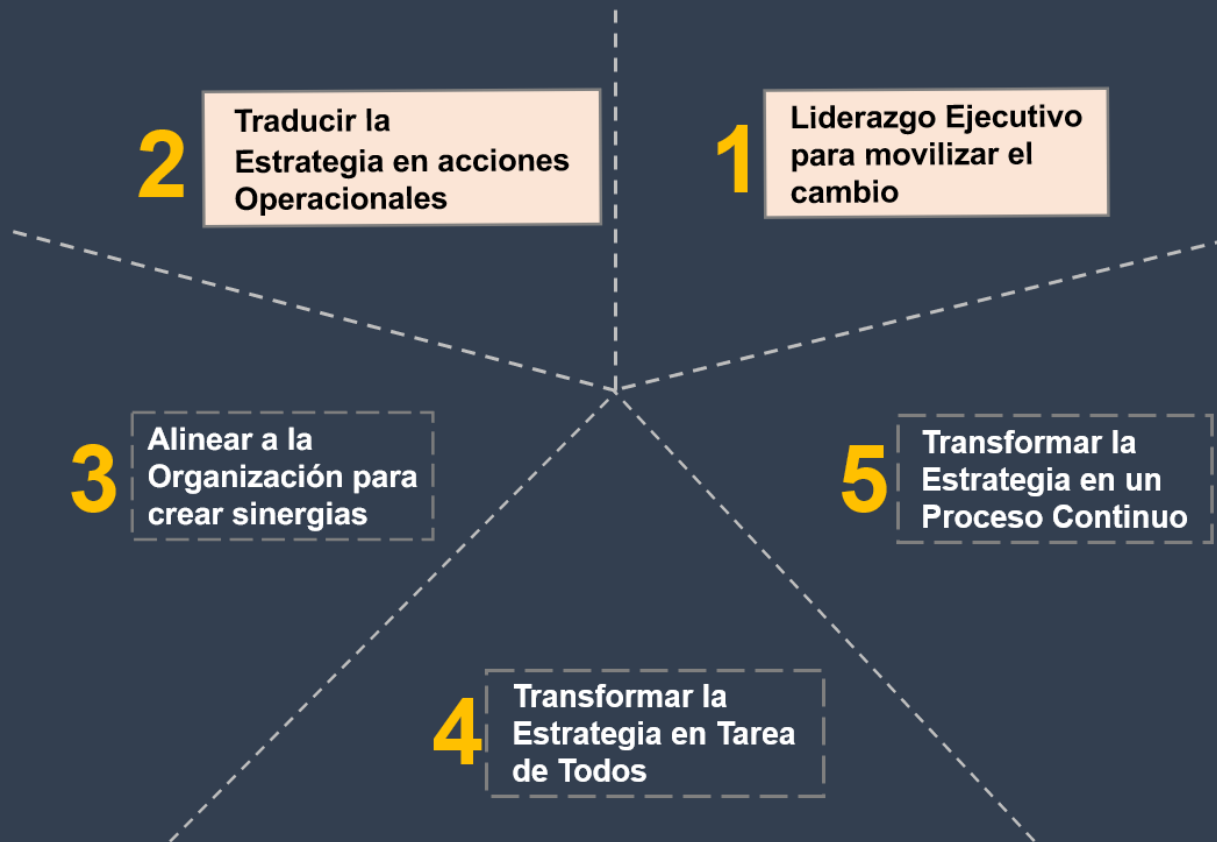 2
Traducir la
Estrategia en acciones
Operacionales
1
Liderazgo Ejecutivo
para movilizar el
cambio
3
Alinear a la
Organización para
crear sinergias
5
Transformar la
Estrategia en un
Proceso Continuo
4
Transformar la
Estrategia en Tarea
de Todos